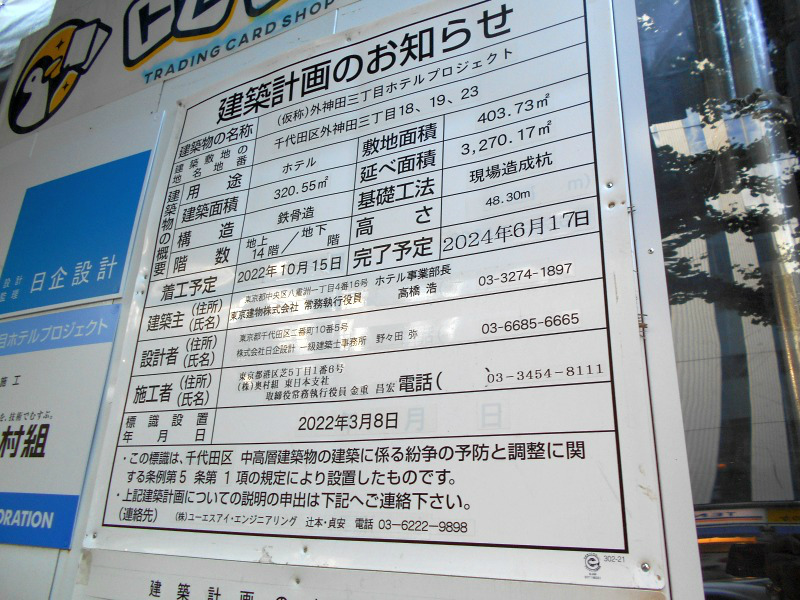 TRADING CARD SHOP
建築計画のお知らせ
建築物の名称 (仮称)外神田三丁目ホテルプロジェクト
建築敷地の地名地番 千代田区外神田三丁目18、19、23
建築物の概要
用途 ホテル 敷地面積 403.73㎡
建築面積 320.55㎡ 延べ面積 3,270.17㎡
構造 鉄骨造 基礎工法 現場造成杭
階数 地上14階/地下 階 高さ 48.30m
着工予定 2022年10月15日 完了予定 2024年6月17日
建築主 (住所) 東京都中央区八重洲一丁目4番16号 ホテル事業部長 03-3274-1897
(氏名) 東京建物株式会社 常務執行役員 高橋 浩
設計者 (住所) 東京都千代田区二番町10番5号 03-6685-6665
(氏名) 株式会社日企設計 一級建築士事務所 野々田 弥
施工者 (住所) 東京都港区芝5丁目1番6号
(氏名) (株)奥村組 東日本支社
取締役常務執行役員 金重 昌宏 電話( )03-3454-8111
標識設置年月日 2022年3月8日
・この標識は、千代田区 中高層建築物の建築に係る紛争の予防と調整に関
する条例第5 条第1 項の規定により設置したものです。
・上記建築計画についての説明の申出は下記へご連絡下さい。
(連絡先) (株)ユーエスアイ・エンジニアリング 辻本・貞安 電話 03-6222-9898
302-21
日企設計
目ホテルプロジェクト
施工
を、技術でむすぶ。
村組
ORATION
建築計画の